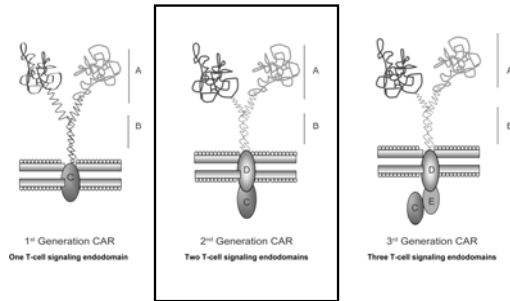 A
B
C
1st Generation CAR
One T-cell signaling endodomain
A
B
D
C
2nd Generation CAR
Two T-cell signaling endodomains
A
B
D
C E
3rd Generation CAR
Three T-cell signaling endodomains